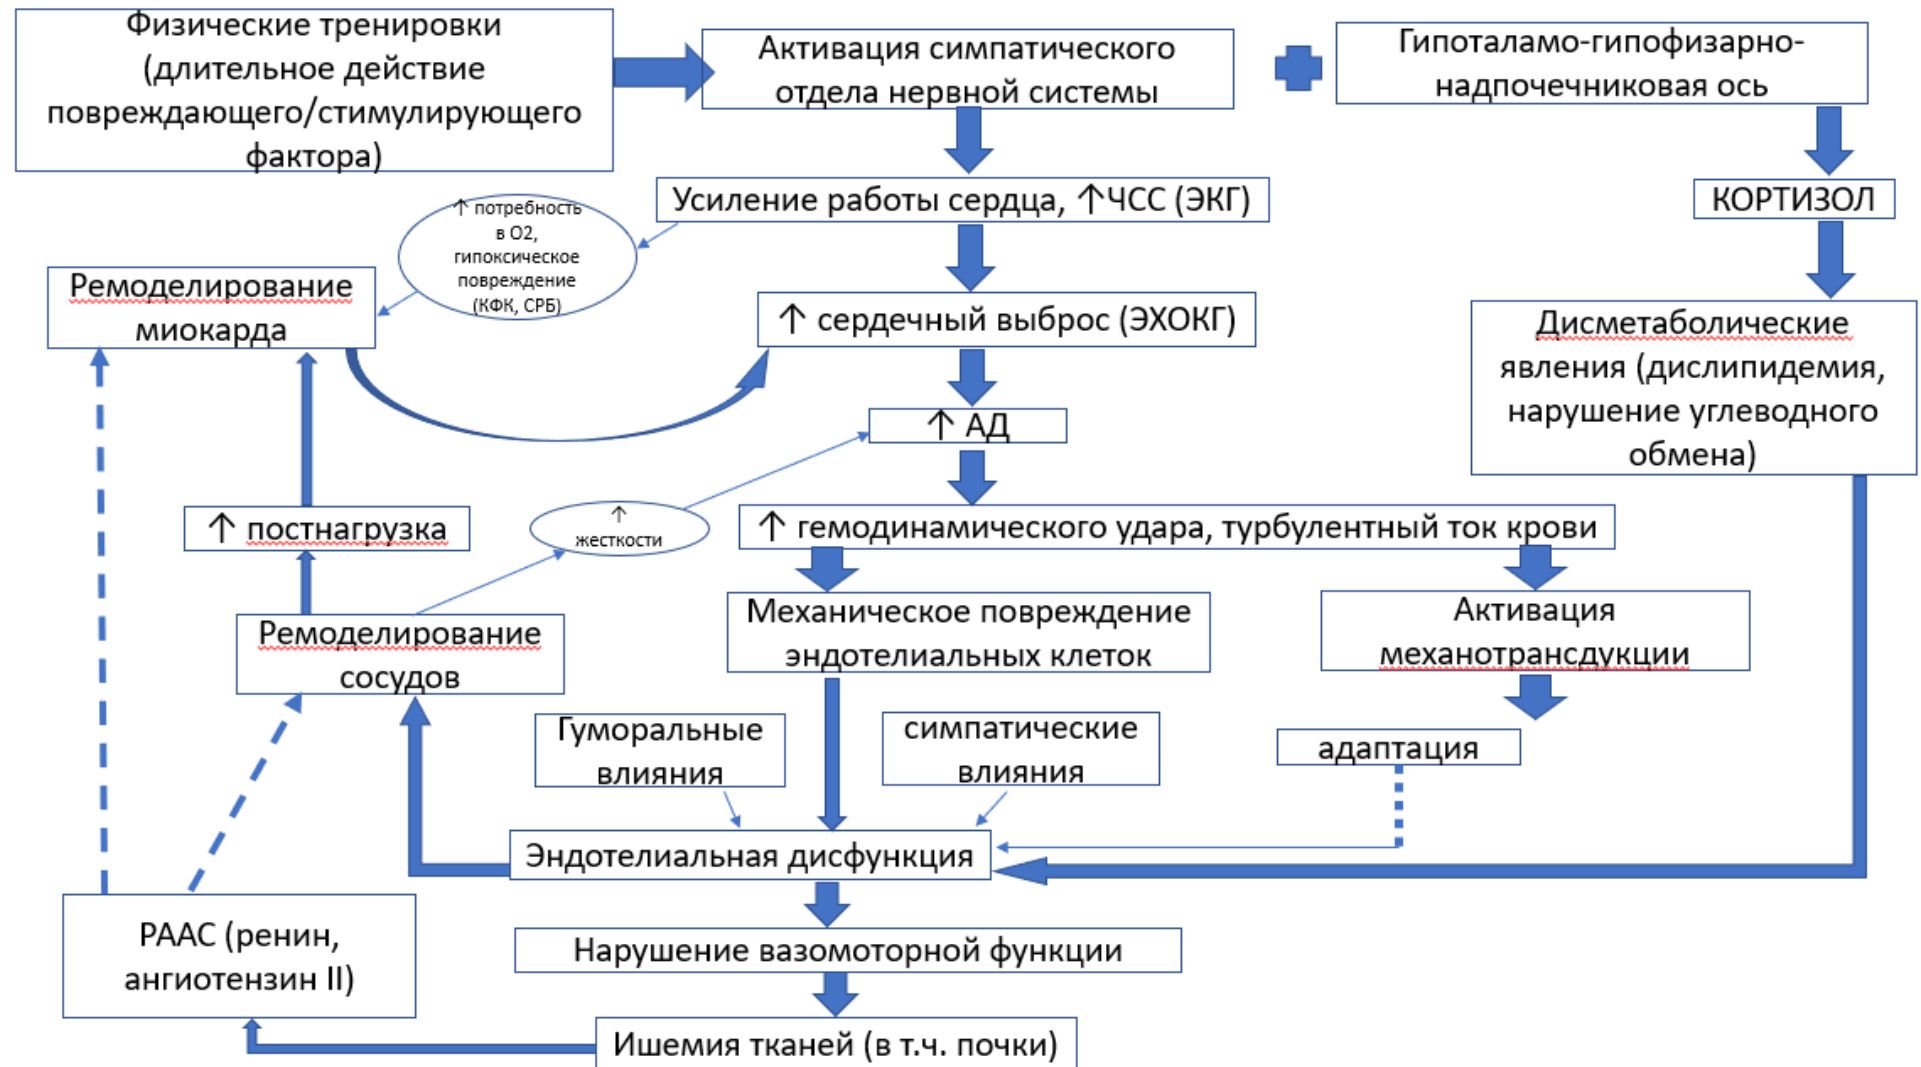 Физические тренировки
(длительное действие
повреждающего/стимулирующего
фактора)
Активация симпатического
отдела нервной системы
Гипоталамо-гипофизарно-
надпочечниковая ось
Усиление работы сердца, ↑ЧСС (ЭКГ)
КОРТИЗОЛ
↑ потребность
в О2,
гипоксическое
повреждение
(КФК, СРБ)
Ремоделирование
миокарда
↑ сердечный выброс (ЭХОКГ)
Дисметаболические
явления (дислипидемия,
нарушение углеводного
обмена)
↑ АД
↑ постнагрузка
↑
жесткости
↑ гемодинамического удара, турбулентный ток крови
Ремоделирование
сосудов
Механическое повреждение
эндотелиальных клеток
Активация
механотрансдукции
Гуморальные
влияния
симпатические
влияния
адаптация
Эндотелиальная дисфункция
РААС (ренин,
ангиотензин II)
Нарушение вазомоторной функции
Ишемия тканей (в т.ч. почки)